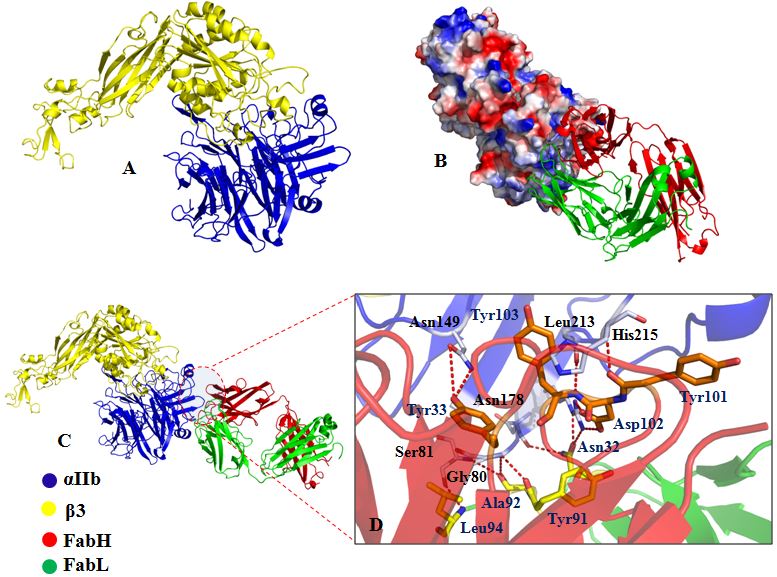 A
B
C
αIIb
β3
FabH
FabL
Asn149
Tyr103
Leu213
His215
Asn178
Tyr33
Tyr101
Asp102
Ser81
Asn32
Gly80
Ala92
Tyr91
Leu94
D